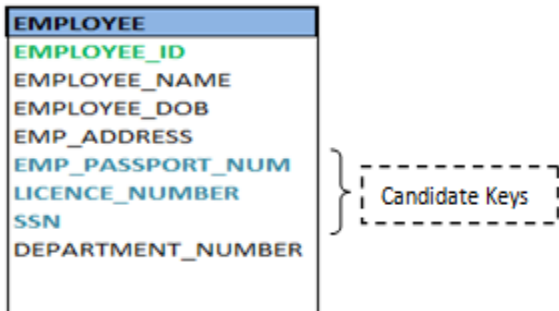 EMPLOYEE
EMPLOYEE_ID
EMPLOYEE_NAME
EMPLOYEE_DOB
EMP_ADDRESS
EMP_PASSPORT_NUM
LICENCE_NUMBER
SSN
DEPARTMENT_NUMBER
Candidate Keys